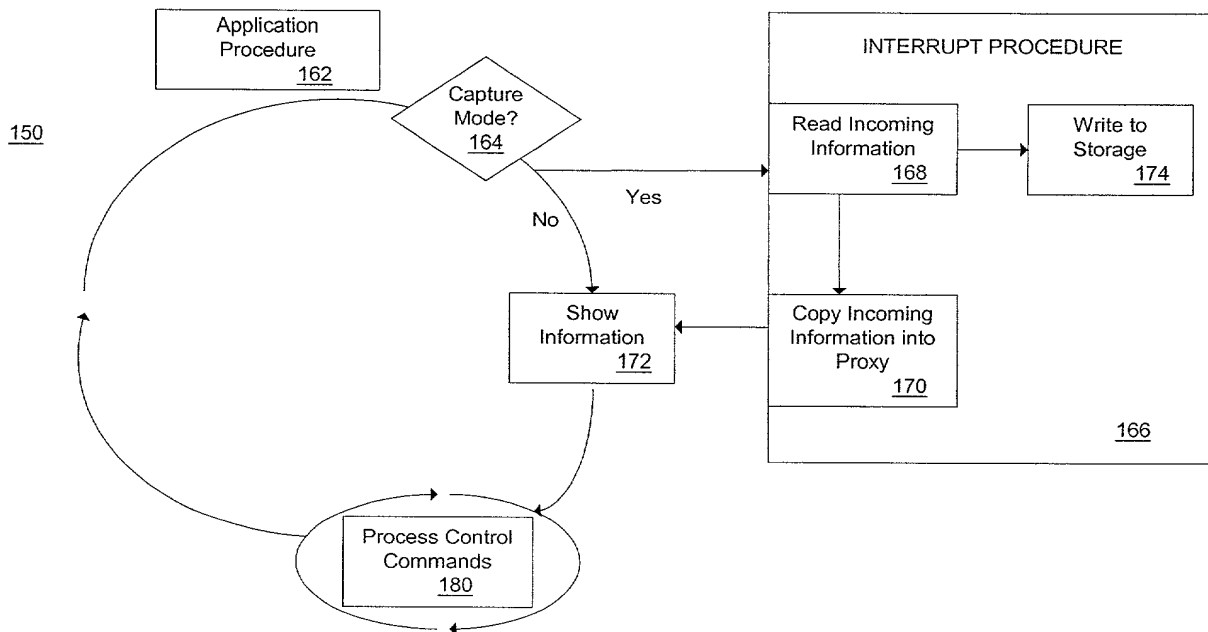 Application
Procedure
162
150
Capture
Mode?
164
Yes
No
INTERRUPT PROCEDURE
Read Incoming
Information
168
Write to
Storage
174
Show
Information
172
Copy Incoming
Information into
Proxy
170
166
Process Control
Commands
180